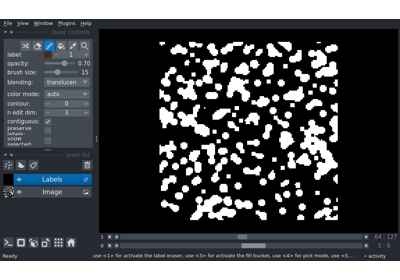 File View Window Plugins Help
layer controls
label: 1
opacity: 0.70
brush size: 15
blending: translucen
color mode: auto
contour: 0
n edit dim: 3
contiguous:
preserve
labels:
show
selected:
layer list
Labels
Image
1 64 127
0 5 9
Ready use <1> for activate the label eraser, use <3> for activate the fill bucket, use <4> for pick mode, use <5... activity